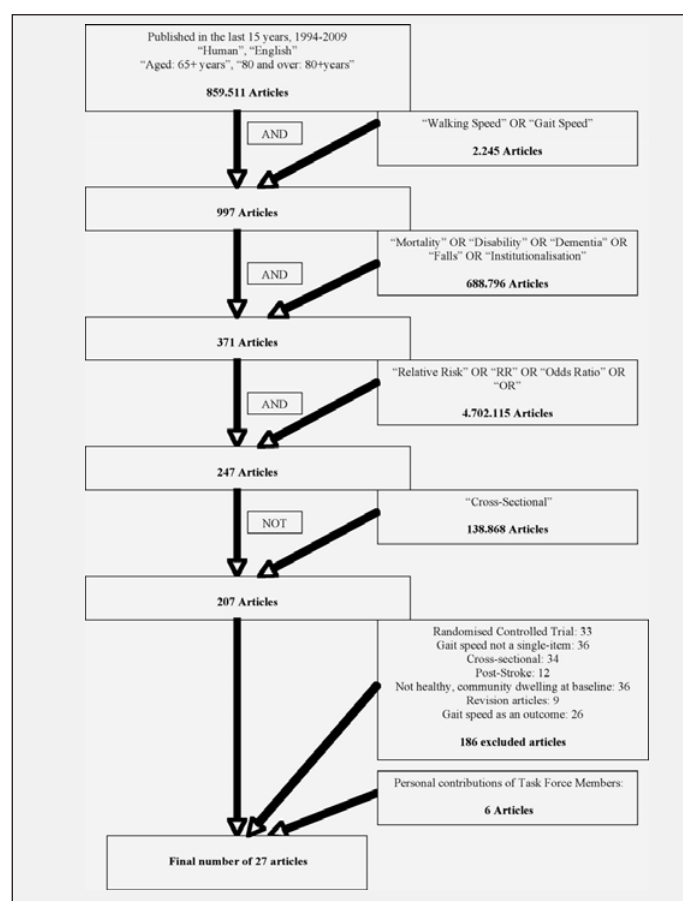 Published in the last 15 years, 1994-2009
“Human”, “English”
“Aged: 65+ years”, “80 and over: 80+years”
859.511 Articles
AND
“Walking Speed” OR “Gait Speed”
2.245 Articles
997 Articles
“Mortality” OR “Disability” OR “Dementia” OR
“Falls” OR “Institutionalisation”
688.796 Articles
AND
371 Articles
“Relative Risk” OR “RR” OR “Odds Ratio” OR
“OR”
4.702.115 Articles
AND
247 Articles
“Cross-Sectional”
138.868 Articles
NOT
207 Articles
Randomised Controlled Trial: 33
Gait speed not a single-item: 36
Cross-sectional: 34
Post-Stroke: 12
Not healthy, community dwelling at baseline: 36
Revision articles: 9
Gait speed as an outcome: 26
186 excluded articles
Personal contributions of Task Force Members:
6 Articles
Final number of 27 articles